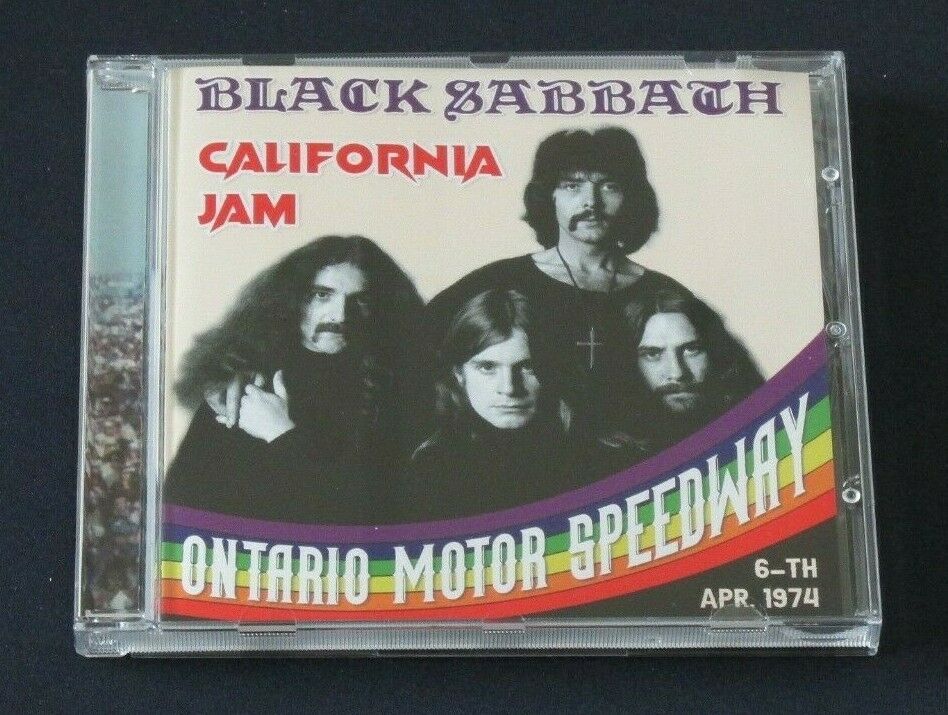 BLACK SABBATH
CALIFORNIA
JAM
ONTARIO MOTOR SPEEDWAY
6-TH
APR. 1974